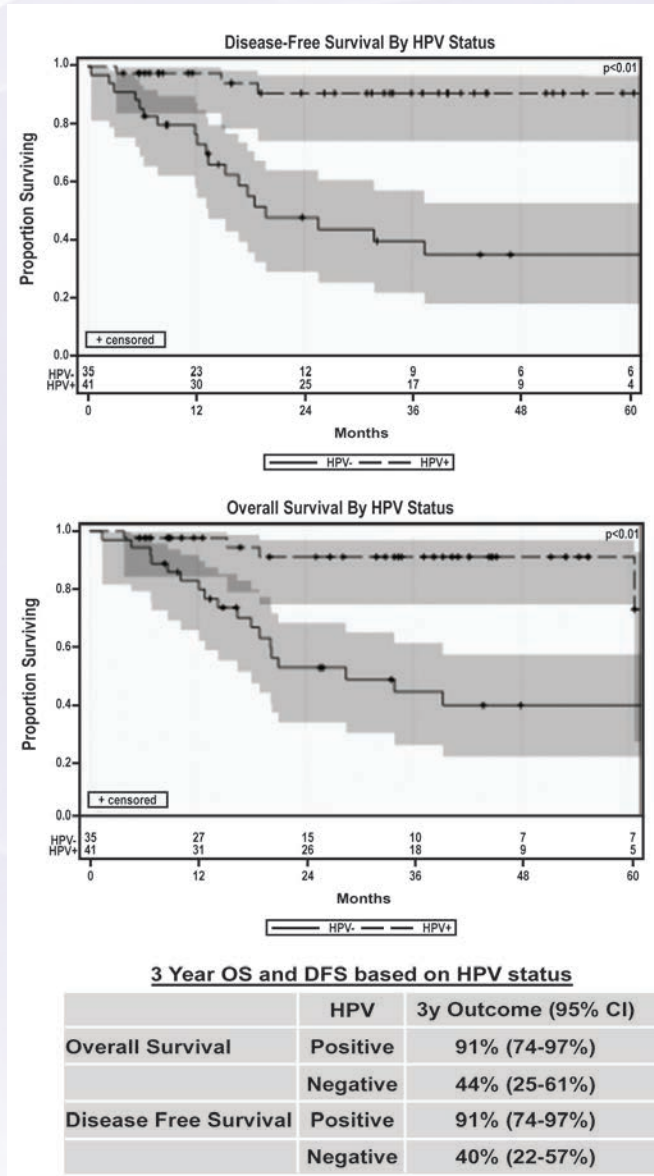 Disease-Free Survival By HPV Status
p<0.01
Proportion Surviving
1.0
0.8
0.6
0.4
0.2
0.0
+ censored
HPV- 35 23 12 9 6 6
HPV+ 41 30 25 17 9 4
0 12 24 36 48 60
Months
HPV- HPV+
Overall Survival By HPV Status
p<0.01
Proportion Surviving
1.0
0.8
0.6
0.4
0.2
0.0
+ censored
HPV- 35 27 15 10 7 7
HPV+ 41 31 26 18 9 5
0 12 24 36 48 60
Months
HPV- HPV+
3 Year OS and DFS based on HPV status
HPV 3y Outcome (95% CI)
Overall Survival Positive 91% (74-97%)
Negative 44% (25-61%)
Disease Free Survival Positive 91% (74-97%)
Negative 40% (22-57%)